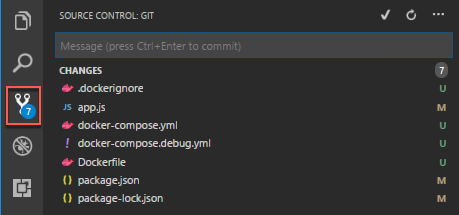 SOURCE CONTROL: GIT
Message (press Ctrl+Enter to commit)
CHANGES 7
.dockerignore U
JS app.js M
7
docker-compose.yml U
! docker-compose.debug.yml U
Dockerfile U
{} package.json M
{} package-lock.json M